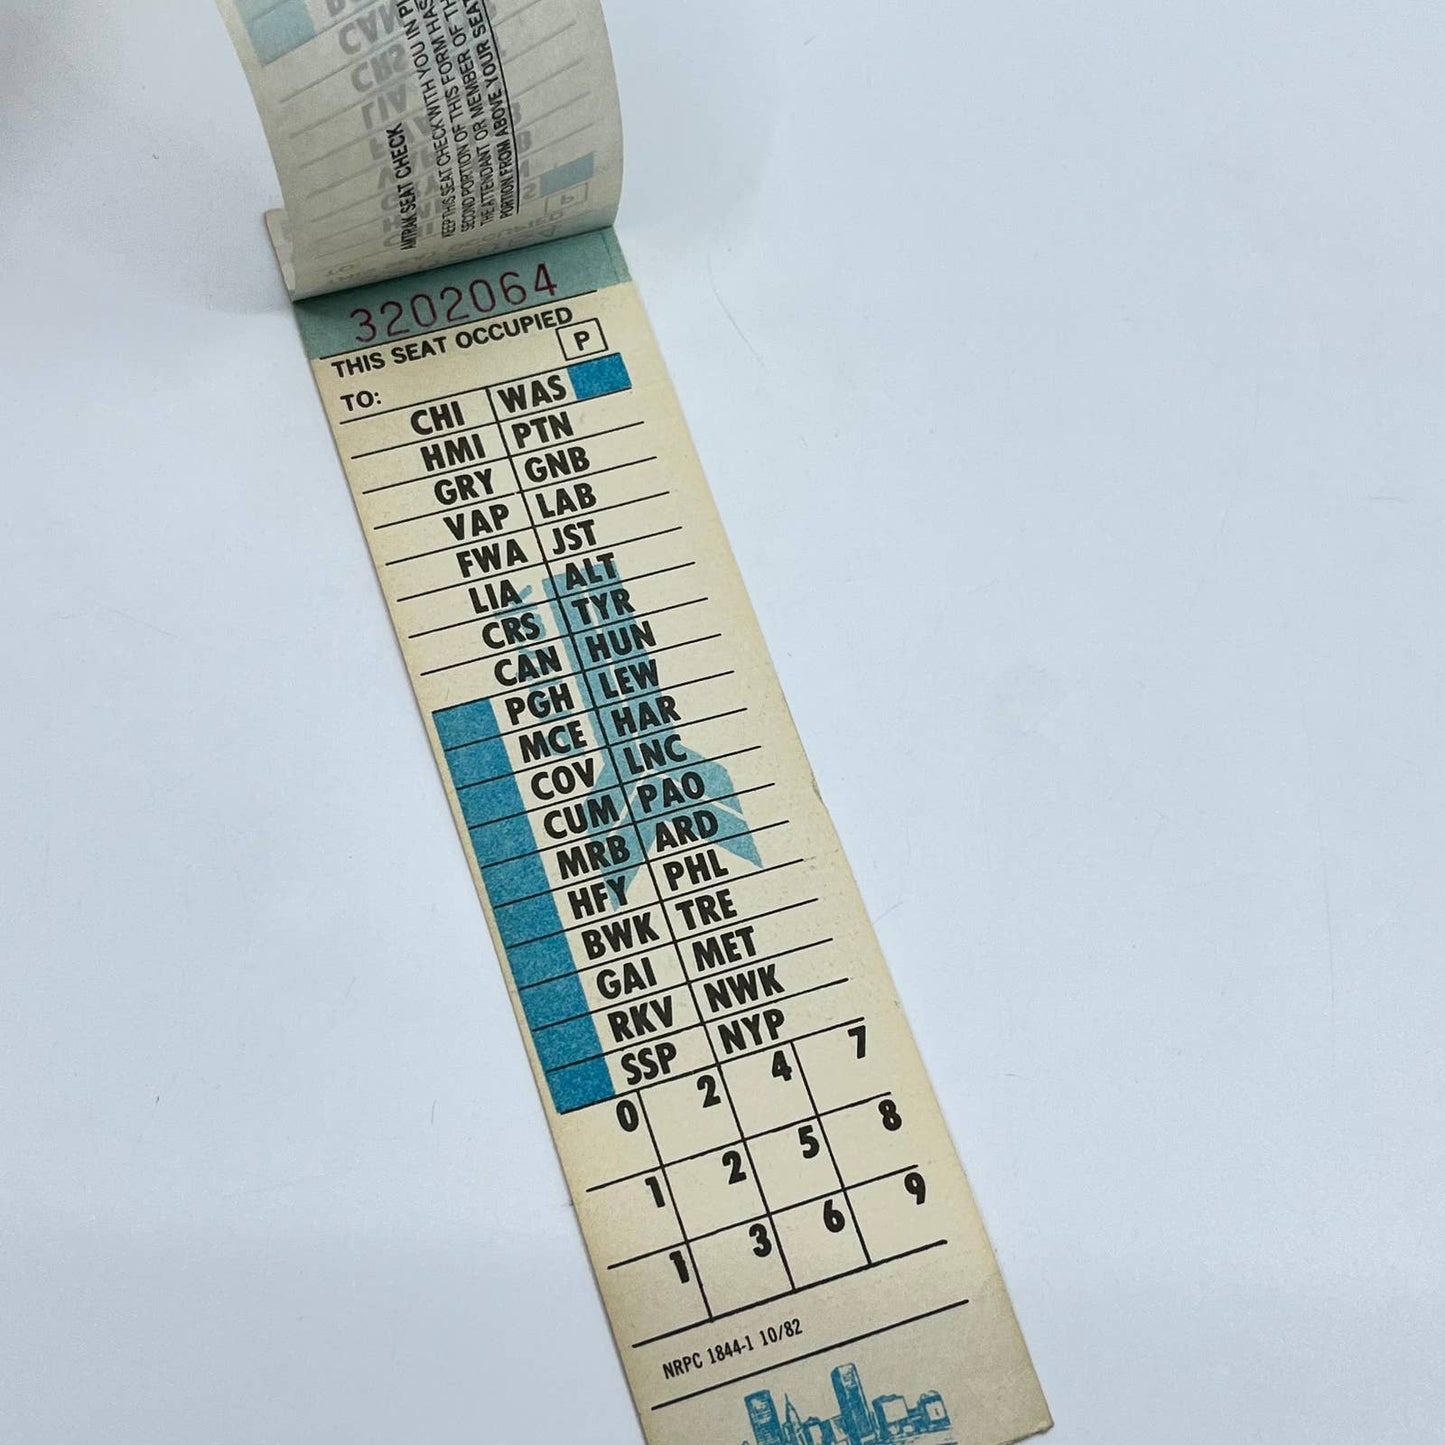 AMTRAK SEAT CHECK
KEEP THIS SEAT CHECK WITH YOU IN
SECOND PORTION OF THIS FORM HAS
THE ATTENDANT OR MEMBER OF THE
PORTION FROM ABOVE YOUR SEAT
3202064
THIS SEAT OCCUPIED
P
TO:
CHI WAS
HMI PTN
GRY GNB
VAP LAB
FWA JST
LIA ALT
CRS TYR
CAN HUN
PGH LEW
MCE HAR
COV LNC
CUM PAO
MRB ARD
HFY PHL
BWK TRE
GAI MET
RKV NWK
SSP NYP
0 2 4 7
1 2 5 8
1 3 6 9
NRPC 1844-1 10/82